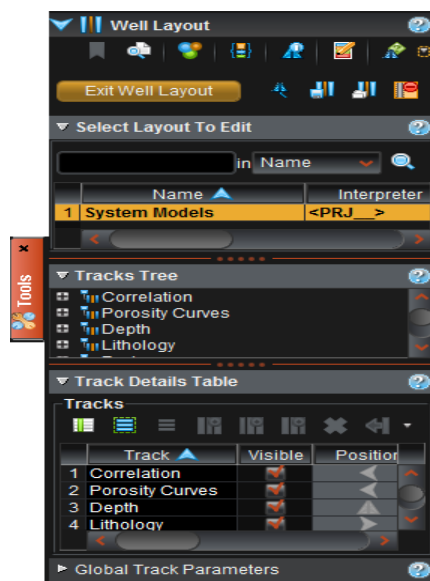 Well Layout
Exit Well Layout
Select Layout To Edit
in Name
Name Interpreter
1 System Models <PRJ__>
Tools
Tracks Tree
Correlation
Porosity Curves
Depth
Lithology
Track Details Table
Tracks
Track Visible Position
1 Correlation
2 Porosity Curves
3 Depth
4 Lithology
Global Track Parameters